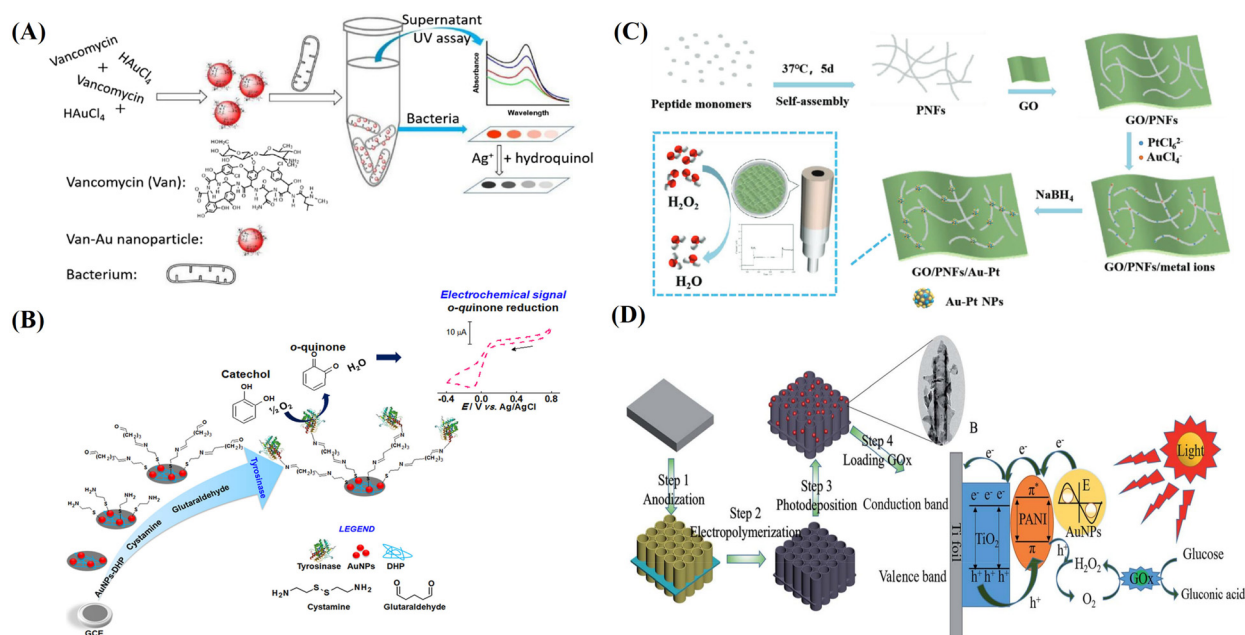 (A)
Vancomycin
+
HAuCl4
Vancomycin
HAuCl4 +
Supernatant
UV assay
Absorbance
Wavelength
Bacteria
Ag+ + hydroquinol
Vancomycin (Van):
Van-Au nanoparticle:
Bacterium:
(C)
Peptide monomers
37℃, 5d
Self-assembly
PNFs
GO
GO/PNFs
PtCl6 2-
AuCl4 -
NaBH4
GO/PNFs/metal ions
GO/PNFs/Au-Pt
Au-Pt NPs
H2O2
H2O
(B)
Electrochemical signal
o-quinone reduction
10 μA
-0.4 0.0 0.4 0.8
E / V vs. Ag/AgCl
o-quinone
H2O
Catechol
½ O2
GCE
AuNPs-DHP
Cystamine
Glutaraldehyde
Tyrosinase
LEGEND
Tyrosinase
AuNPs
DHP
Cystamine
Glutaraldehyde
(D)
Step 1
Anodization
Step 2
Electropolymerization
Step 3
Photodeposition
Step 4
Loading GOx
B
Conduction band
Valence band
Ti foil
e- e- e-
e- e- e-
TiO2
h+ h+ h+
h+
π*
PANI
π
h+
E
AuNPs
Light
H2O2
O2
GOx
Glucose
Gluconic acid